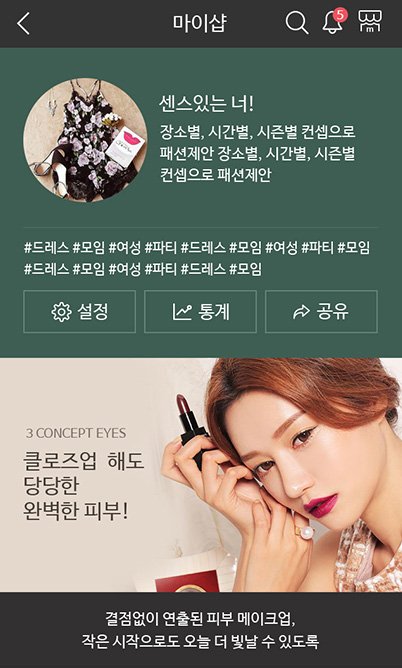 마이샵
5
m
센스있는 너!
장소별, 시간별, 시즌별 컨셉으로
패션제안 장소별, 시간별, 시즌별
컨셉으로 패션제안
#드레스 #모임 #여성 #파티 #드레스 #모임 #여성 #파티 #모임
#드레스 #모임 #여성 #파티 #드레스 #모임
설정 통계 공유
3 CONCEPT EYES
클로즈업 해도
당당한
완벽한 피부!
결점없이 연출된 피부 메이크업,
작은 시작으로도 오늘 더 빛날 수 있도록